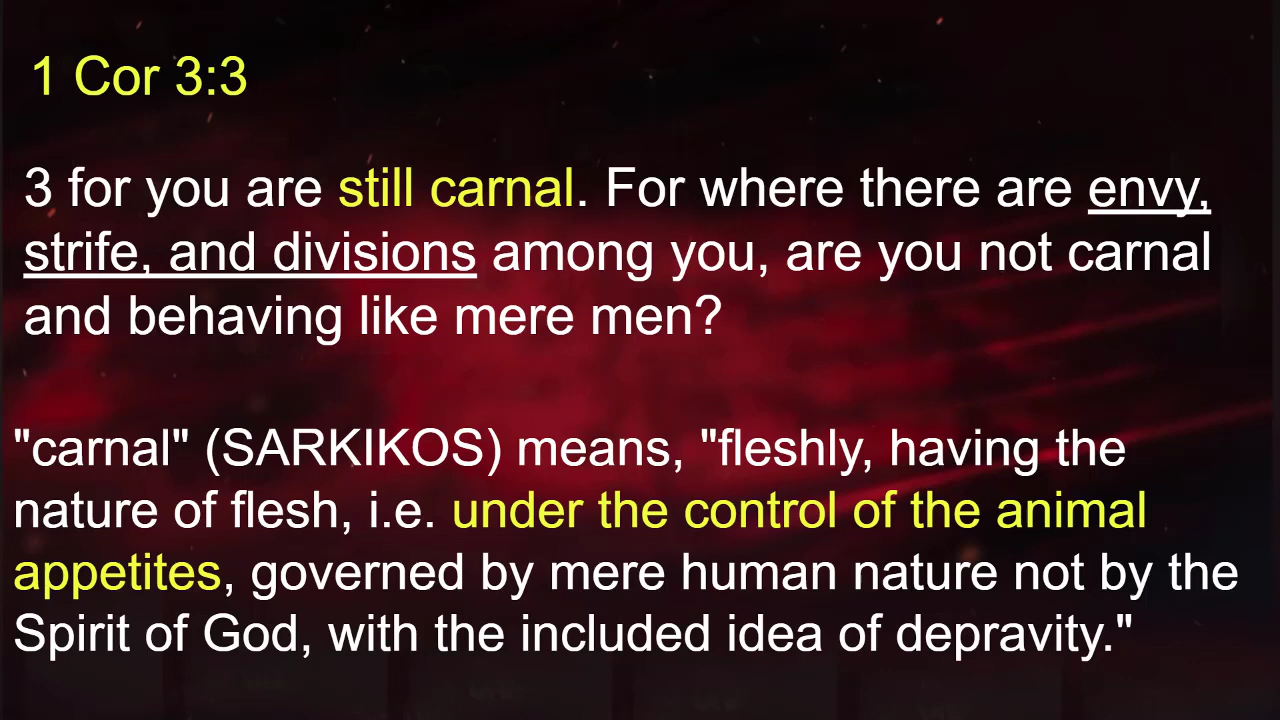 1 Cor 3:3
3 for you are still carnal. For where there are envy,
strife, and divisions among you, are you not carnal
and behaving like mere men?
"carnal" (SARKIKOS) means, "fleshly, having the
nature of flesh, i.e. under the control of the animal
appetites, governed by mere human nature not by the
Spirit of God, with the included idea of depravity."